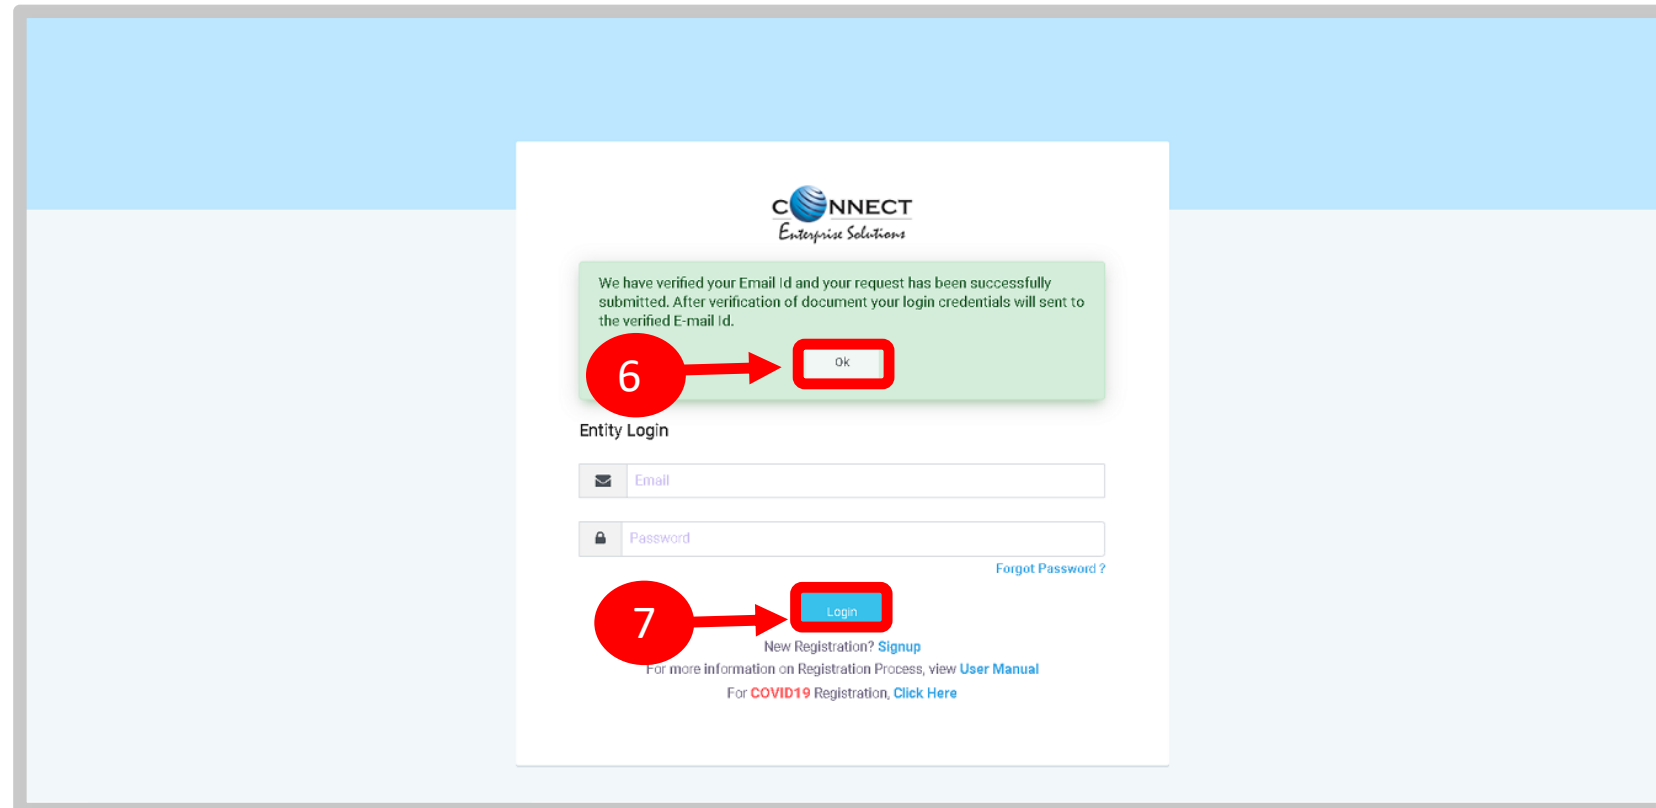 CONNECT
Enterprise Solutions
We have verified your Email Id and your request has been successfully
submitted. After verification of document your login credentials will sent to
the verified E-mail Id.
6
Ok
Entity Login
Email
Password
Forgot Password ?
7
Login
New Registration? Signup
For more information on Registration Process, view User Manual
For COVID19 Registration, Click Here